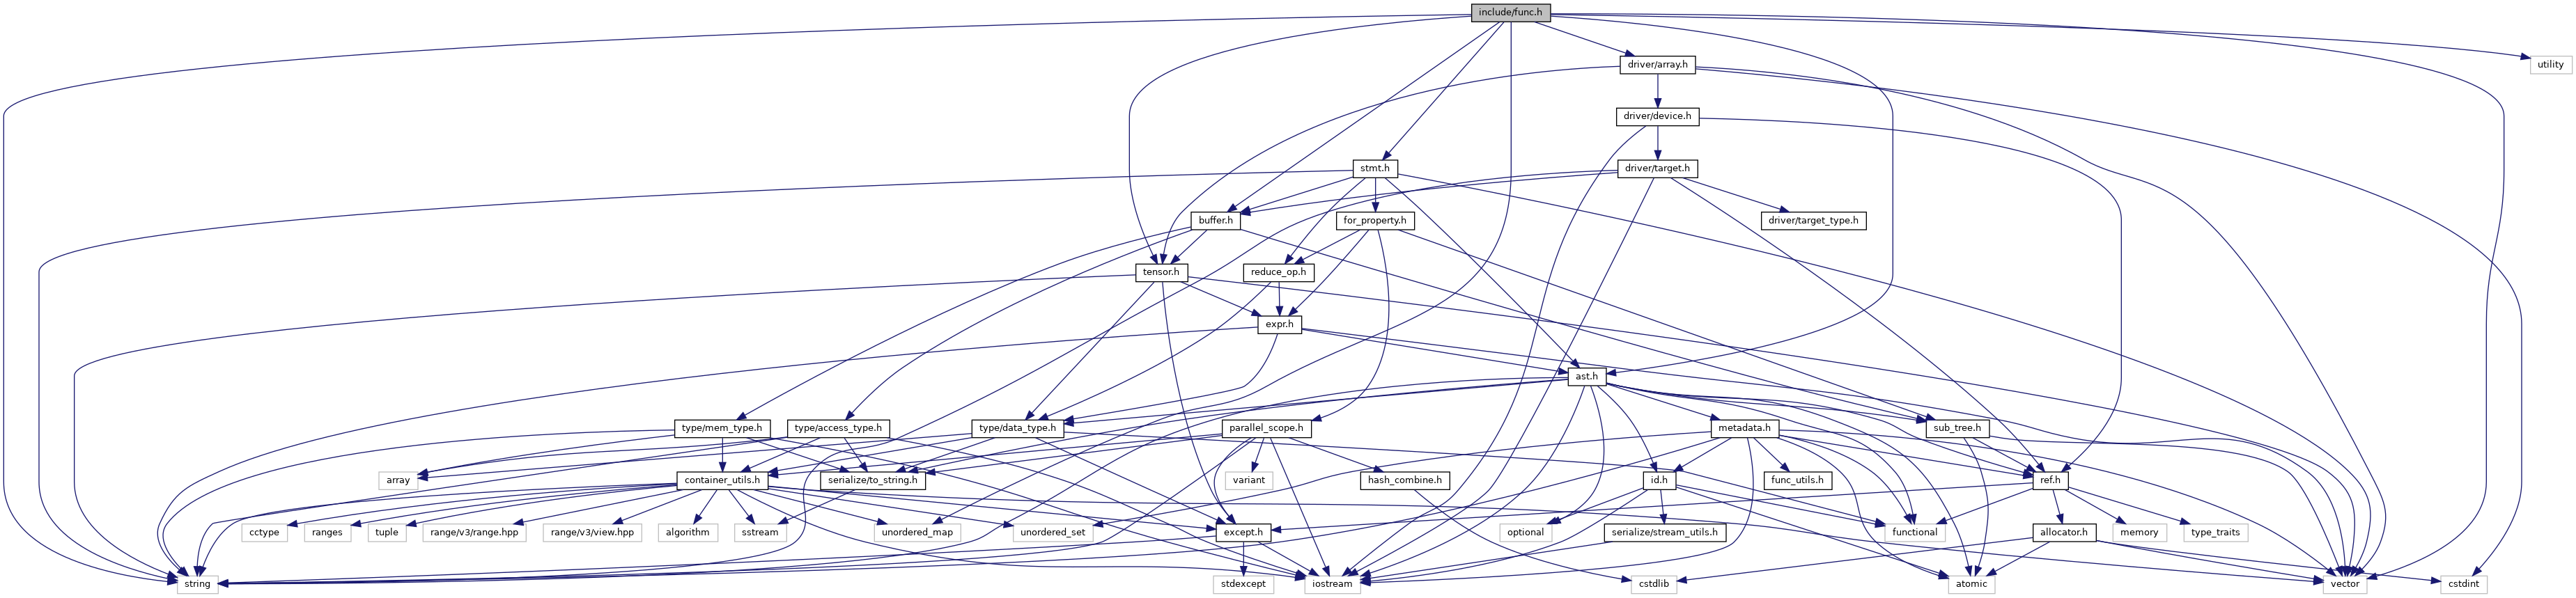 include/func.h
driver/array.h
utility
driver/device.h
stmt.h
driver/target.h
buffer.h
for_property.h
driver/target_type.h
tensor.h
reduce_op.h
expr.h
ast.h
type/mem_type.h
type/access_type.h
type/data_type.h
parallel_scope.h
metadata.h
sub_tree.h
array
container_utils.h
serialize/to_string.h
variant
hash_combine.h
id.h
func_utils.h
ref.h
cctype
ranges
tuple
range/v3/range.hpp
range/v3/view.hpp
algorithm
sstream
unordered_map
unordered_set
except.h
optional
serialize/stream_utils.h
functional
allocator.h
memory
type_traits
string
stdexcept
iostream
cstdlib
atomic
vector
cstdint